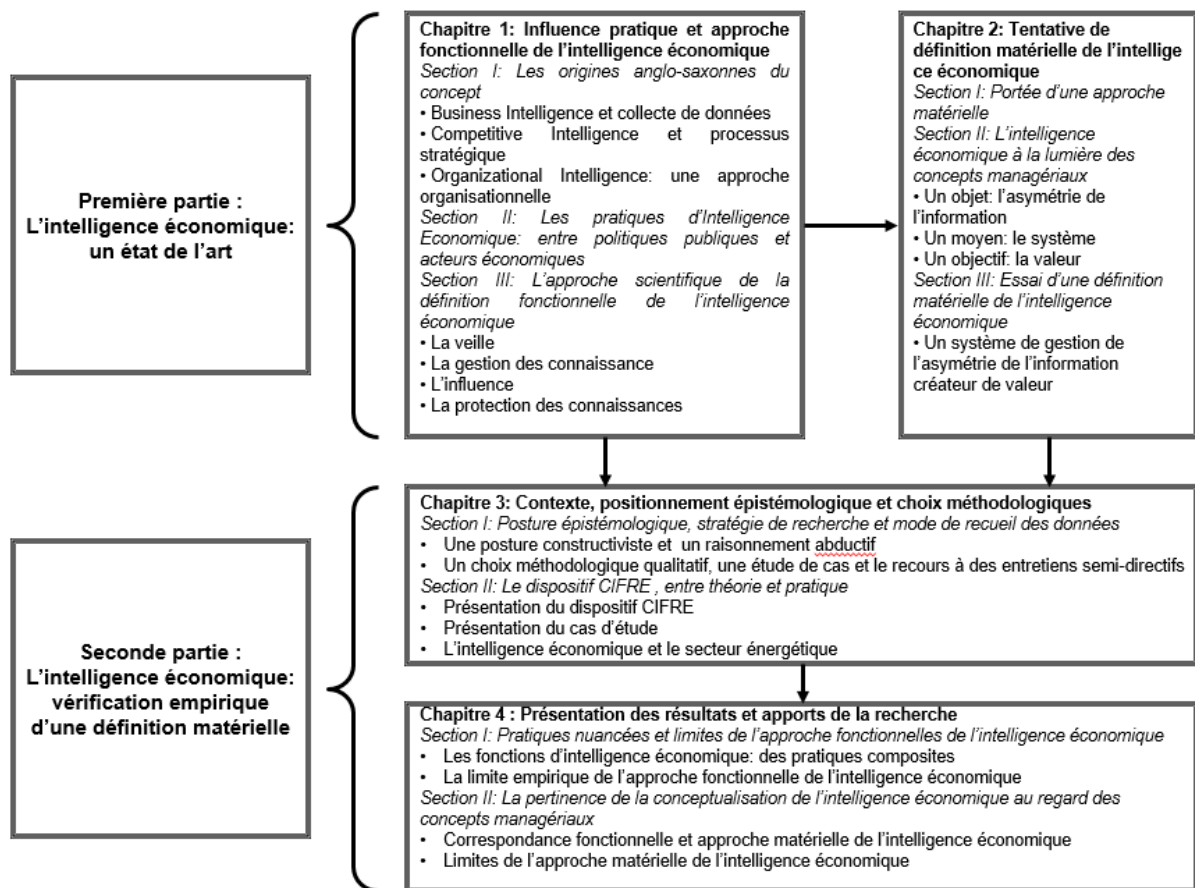 Première partie :
L'intelligence économique:
un état de l'art
Chapitre 1: Influence pratique et approche
fonctionnelle de l'intelligence économique
Section I: Les origines anglo-saxonnes du
concept
• Business Intelligence et collecte de données
• Competitive Intelligence et processus
stratégique
• Organizational Intelligence: une approche
organisationnelle
Section II: Les pratiques d'Intelligence
Economique: entre politiques publiques et
acteurs économiques
Section III: L'approche scientifique de la
définition fonctionnelle de l'intelligence
économique
• La veille
• La gestion des connaissance
• L'influence
• La protection des connaissances
Chapitre 2: Tentative de
définition matérielle de l'intellige
ce économique
Section I: Portée d'une approche
matérielle
Section II: L'intelligence
économique à la lumière des
concepts managériaux
• Un objet: l'asymétrie de
l'information
• Un moyen: le système
• Un objectif: la valeur
Section III: Essai d'une définition
matérielle de l'intelligence
économique
• Un système de gestion de
l'asymétrie de l'information
créateur de valeur
Seconde partie :
L'intelligence économique:
vérification empirique
d'une définition matérielle
Chapitre 3: Contexte, positionnement épistémologique et choix méthodologiques
Section I: Posture épistémologique, stratégie de recherche et mode de recueil des données
• Une posture constructiviste et un raisonnement abductif
• Un choix méthodologique qualitatif, une étude de cas et le recours à des entretiens semi-directifs
Section II: Le dispositif CIFRE , entre théorie et pratique
• Présentation du dispositif CIFRE
• Présentation du cas d'étude
• L'intelligence économique et le secteur énergétique
Chapitre 4 : Présentation des résultats et apports de la recherche
Section I: Pratiques nuancées et limites de l'approche fonctionnelles de l'intelligence économique
• Les fonctions d'intelligence économique: des pratiques composites
• La limite empirique de l'approche fonctionnelle de l'intelligence économique
Section II: La pertinence de la conceptualisation de l'intelligence économique au regard des
concepts managériaux
• Correspondance fonctionnelle et approche matérielle de l'intelligence économique
• Limites de l'approche matérielle de l'intelligence économique